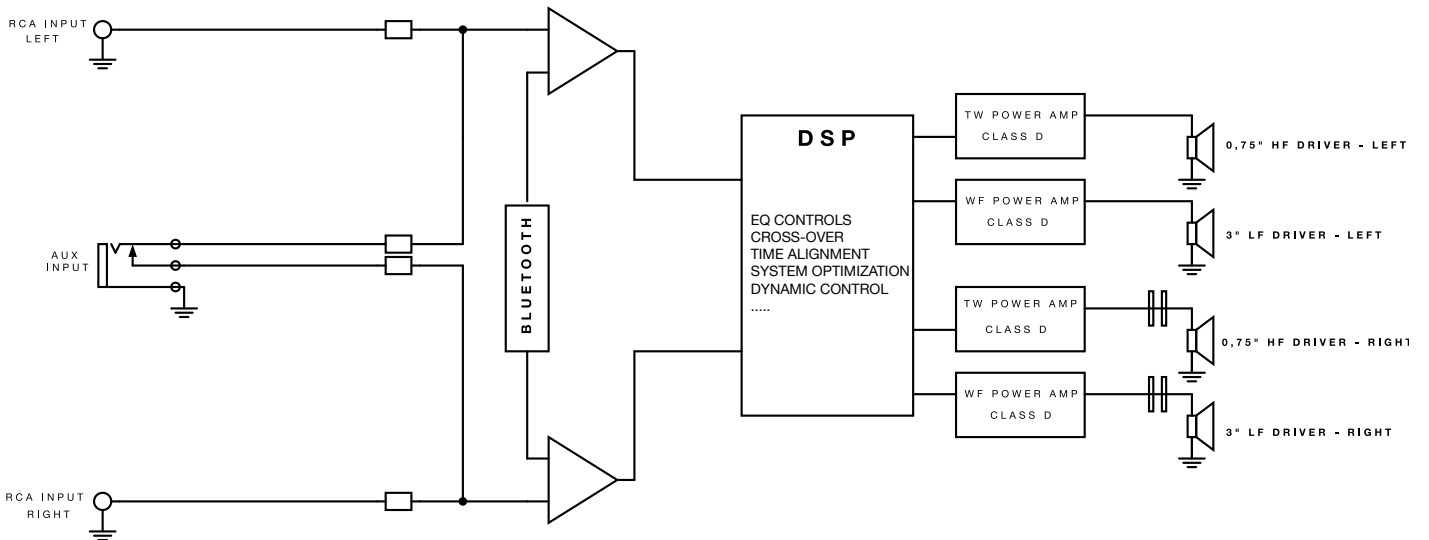 RCA INPUT
LEFT
AUX
INPUT
RCA INPUT
RIGHT
BLUETOOTH
DSP
EQ CONTROLS
CROSS-OVER
TIME ALIGNMENT
SYSTEM OPTIMIZATION
DYNAMIC CONTROL
.....
TW POWER AMP
CLASS D
WF POWER AMP
CLASS D
TW POWER AMP
CLASS D
WF POWER AMP
CLASS D
0,75" HF DRIVER - LEFT
3" LF DRIVER - LEFT
0,75" HF DRIVER - RIGHT
3" LF DRIVER - RIGHT